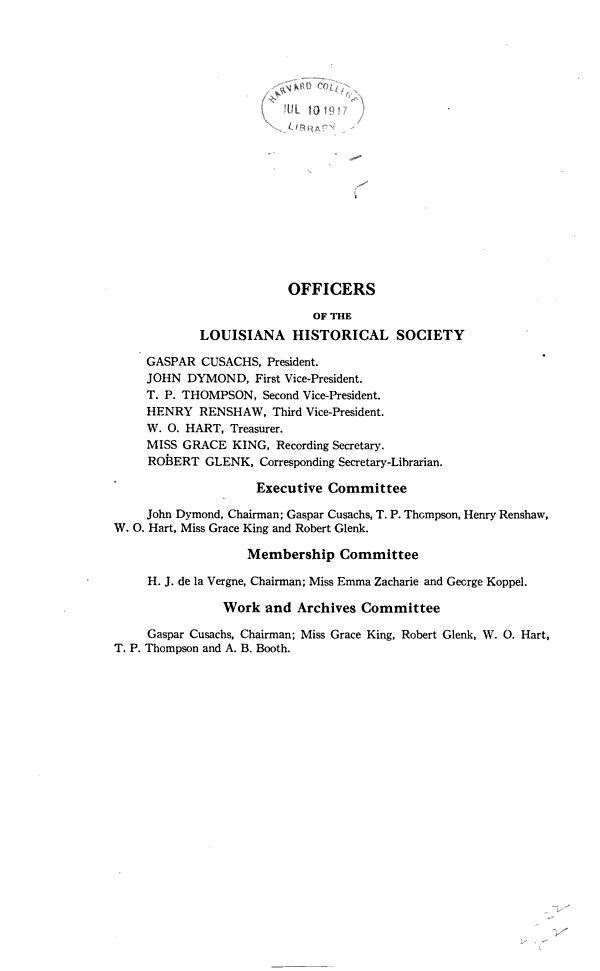 HARVARD COLLEGE
JUL 10 1917
LIBRARY
OFFICERS
OF THE
LOUISIANA HISTORICAL SOCIETY
GASPAR CUSACHS, President.
JOHN DYMOND, First Vice-President.
T. P. THOMPSON, Second Vice-President.
HENRY RENSHAW, Third Vice-President.
W. O. HART, Treasurer.
MISS GRACE KING, Recording Secretary.
ROBERT GLENK, Corresponding Secretary-Librarian.
Executive Committee
John Dymond, Chairman; Gaspar Cusachs, T. P. Thompson, Henry Renshaw,
W. O. Hart, Miss Grace King and Robert Glenk.
Membership Committee
H. J. de la Vergne, Chairman; Miss Emma Zacharie and George Koppel.
Work and Archives Committee
Gaspar Cusachs, Chairman; Miss Grace King, Robert Glenk, W. O. Hart,
T. P. Thompson and A. B. Booth.